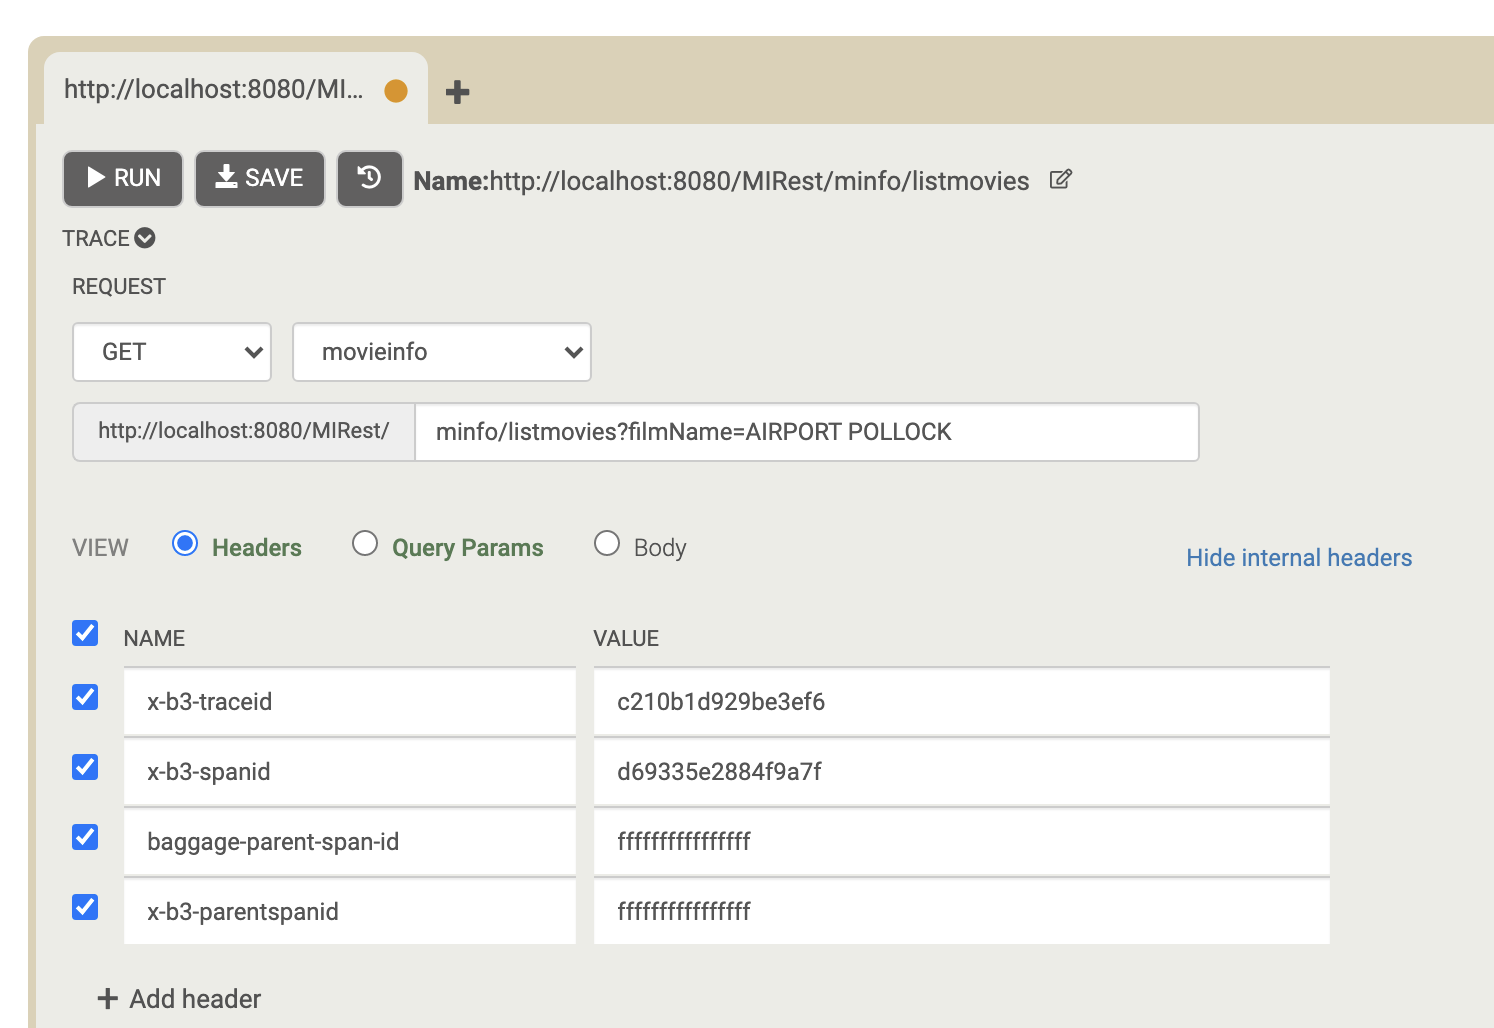 http://localhost:8080/MI...
RUN SAVE Name:http://localhost:8080/MIRest/minfo/listmovies
TRACE
REQUEST
GET movieinfo
http://localhost:8080/MIRest/ minfo/listmovies?filmName=AIRPORT POLLOCK
VIEW Headers Query Params Body
Hide internal headers
NAME VALUE
x-b3-traceid c210b1d929be3ef6
x-b3-spanid d69335e2884f9a7f
baggage-parent-span-id ffffffffffffffff
x-b3-parentspanid ffffffffffffffff
Add header